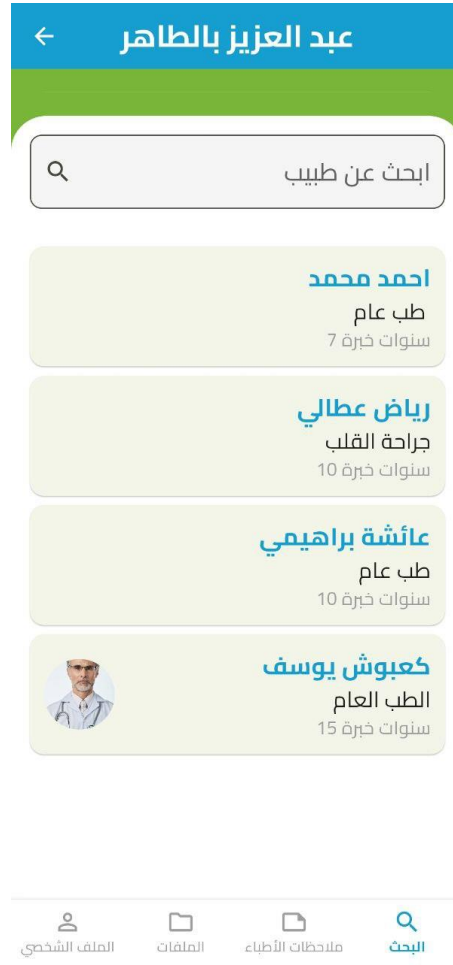 عبد العزيز بالطاهر
ابحث عن طبيب
احمد محمد
طب عام
سنوات خبرة 7
رياض عطالي
جراحة القلب
سنوات خبرة 10
عائشة براهيمي
طب عام
سنوات خبرة 10
كعبوش يوسف
الطب العام
سنوات خبرة 15
البحث
ملاحظات الأطباء
الملفات
الملف الشخصي